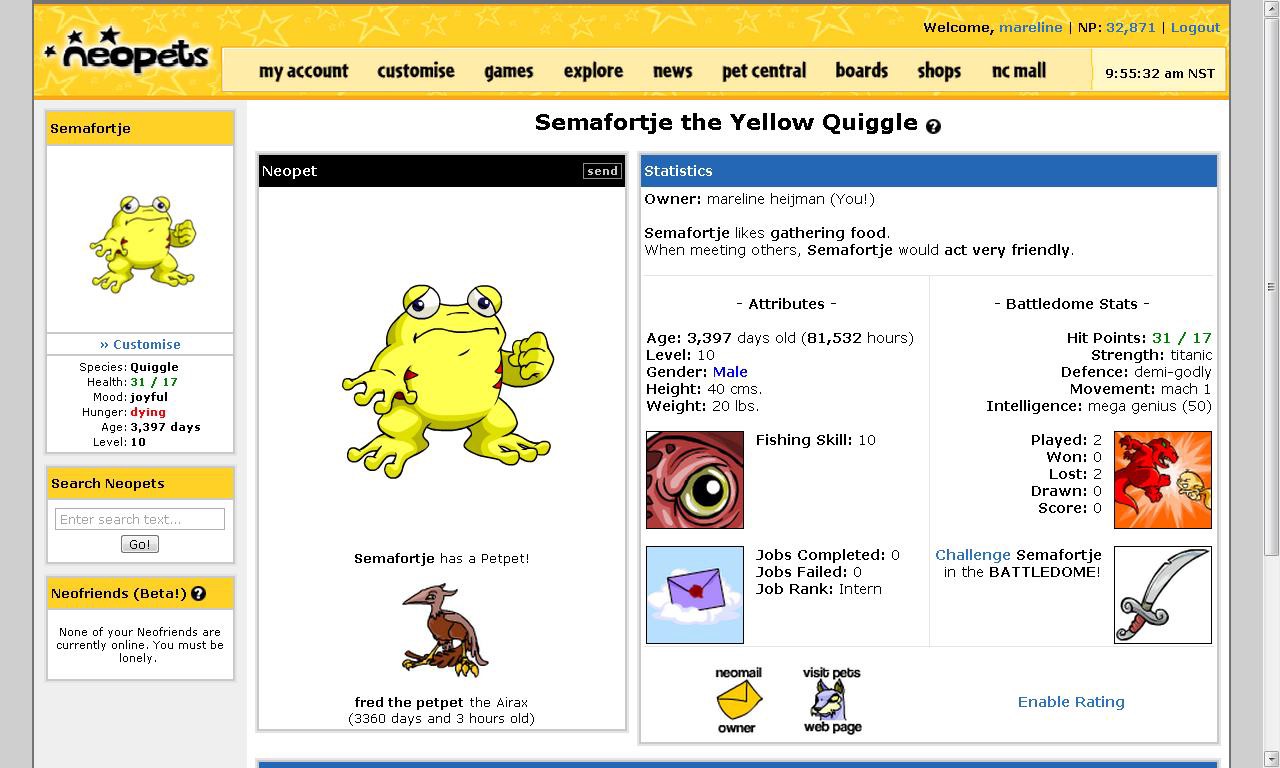 neopets
Welcome, mareline | NP: 32,871 | Logout
my account customise games explore news pet central boards shops nc mall
9:55:32 am NST
Semafortje
» Customise
Species: Quiggle
Health: 31 / 17
Mood: joyful
Hunger: dying
Age: 3,397 days
Level: 10
Search Neopets
Enter search text...
Go!
Neofriends (Beta!) ?
None of your Neofriends are
currently online. You must be
lonely.
Semafortje the Yellow Quiggle ?
Neopet send
Semafortje has a Petpet!
fred the petpet the Airax
(3360 days and 3 hours old)
Statistics
Owner: mareline heijman (You!)
Semafortje likes gathering food.
When meeting others, Semafortje would act very friendly.
- Attributes -
Age: 3,397 days old (81,532 hours)
Level: 10
Gender: Male
Height: 40 cms.
Weight: 20 lbs.
Fishing Skill: 10
Jobs Completed: 0
Jobs Failed: 0
Job Rank: Intern
- Battledome Stats -
Hit Points: 31 / 17
Strength: titanic
Defence: demi-godly
Movement: mach 1
Intelligence: mega genius (50)
Played: 2
Won: 0
Lost: 2
Drawn: 0
Score: 0
Challenge Semafortje
in the BATTLEDOME!
neomail
owner
visit pets
web page
Enable Rating